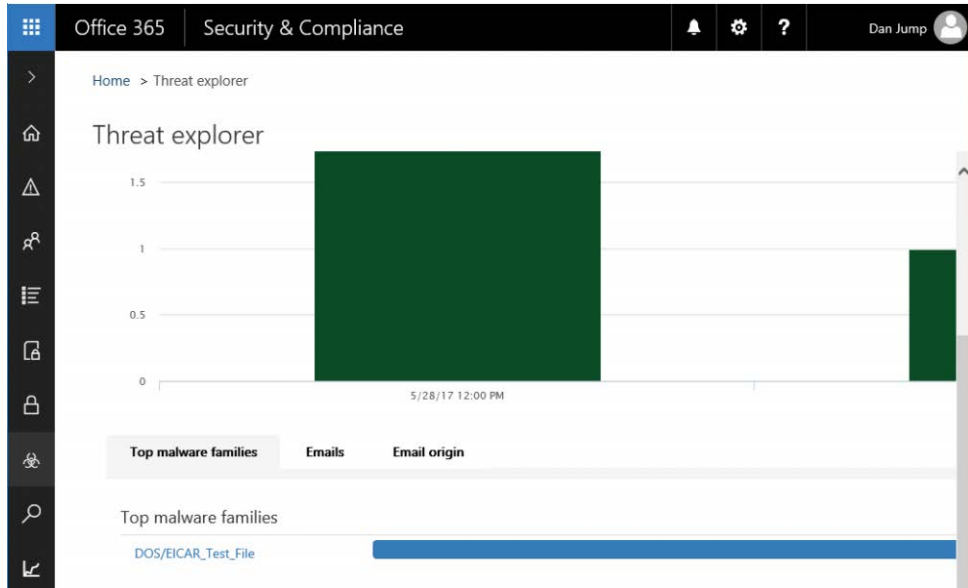 Office 365 Security & Compliance ? Dan Jump
Home > Threat explorer
Threat explorer
1.5
1
0.5
0
5/28/17 12:00 PM
Top malware families Emails Email origin
Top malware families
DOS/EICAR_Test_File